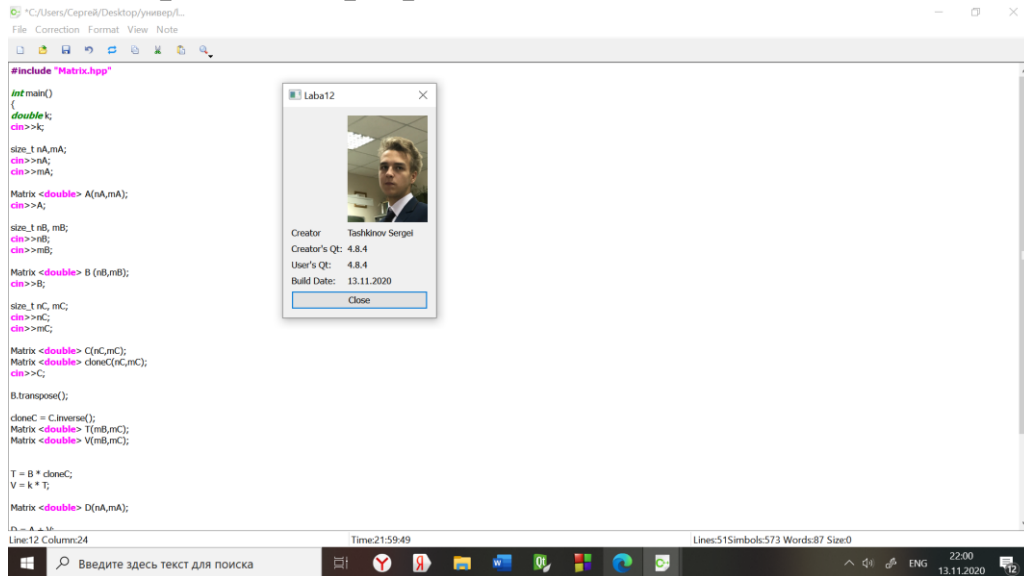 *C:/Users/Сергей/Desktop/универ/l...
File Correction Format View Note
#include "Matrix.hpp"
int main()
{
double k;
cin>>k;
size_t nA,mA;
cin>>nA;
cin>>mA;
Matrix <double> A(nA,mA);
cin>>A;
size_t nB, mB;
cin>>nB;
cin>>mB;
Matrix <double> B (nB,mB);
cin>>B;
size_t nC, mC;
cin>>nC;
cin>>mC;
Matrix <double> C(nC,mC);
Matrix <double> cloneC(nC,mC);
cin>>C;
B.transpose();
cloneC = C.inverse();
Matrix <double> T(mB,mC);
Matrix <double> V(mB,mC);
T = B * cloneC;
V = k * T;
Matrix <double> D(nA,mA);
D = A + V;
Laba12
Creator Tashkinov Sergei
Creator's Qt: 4.8.4
User's Qt: 4.8.4
Build Date: 13.11.2020
Close
Line:12 Column:24 Time:21:59:49 Lines:51Simbols:573 Words:87 Size:0
Введите здесь текст для поиска
ENG
22:00
13.11.2020
12